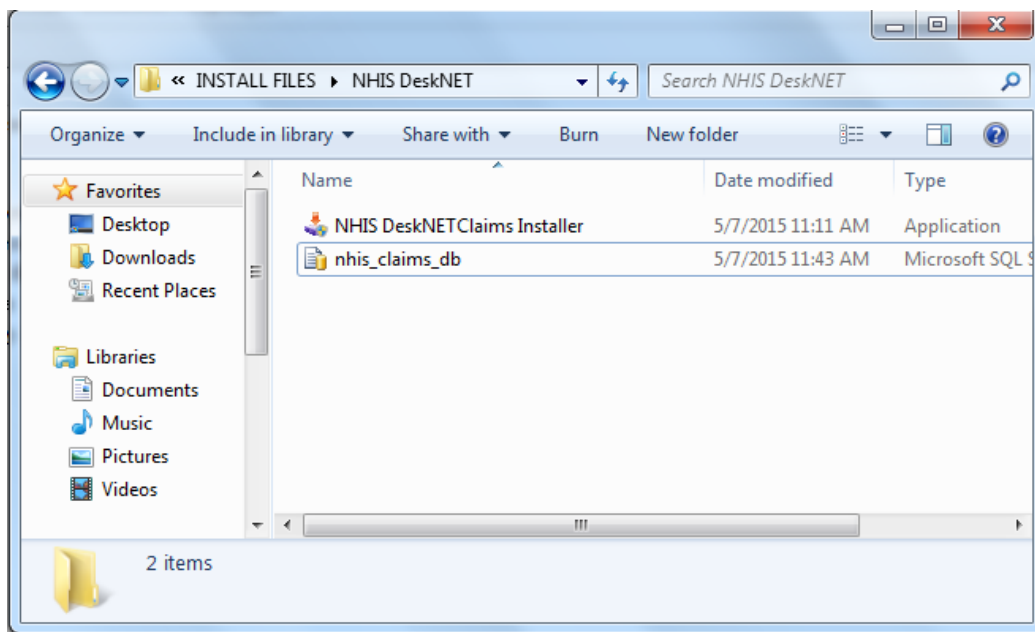 « INSTALL FILES ▸ NHIS DeskNET
Search NHIS DeskNET
Organize Include in library Share with Burn New folder
Name Date modified Type
Favorites
Desktop
Downloads
Recent Places
Libraries
Documents
Music
Pictures
Videos
NHIS DeskNETClaims Installer 5/7/2015 11:11 AM Application
nhis_claims_db 5/7/2015 11:43 AM Microsoft SQL S
2 items